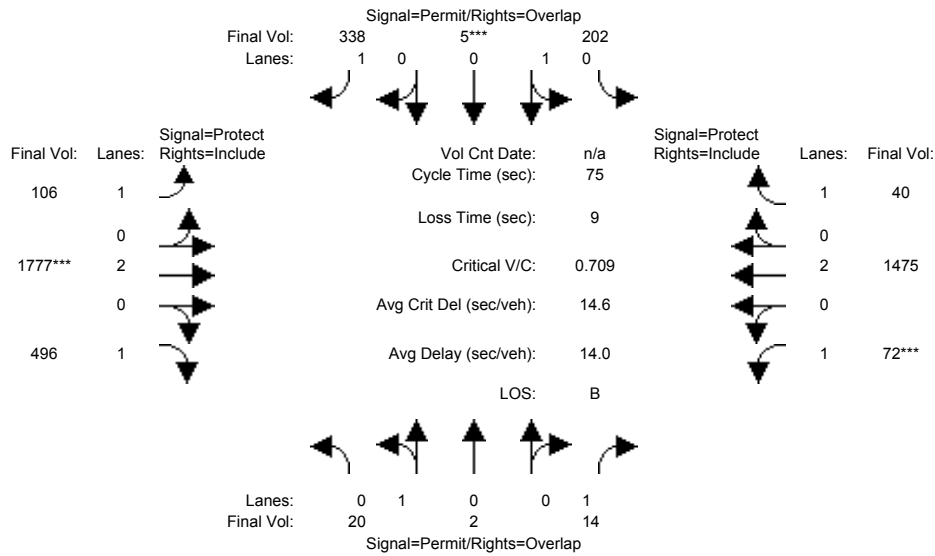 Signal=Permit/Rights=Overlap
Final Vol: 338 5*** 202
Lanes: 1 0 0 1 0
Signal=Protect Signal=Protect
Final Vol: Lanes: Rights=Include Vol Cnt Date: n/a Rights=Include Lanes: Final Vol:
Cycle Time (sec): 75
106 1 1 40
Loss Time (sec): 9
0 0
1777*** 2 Critical V/C: 0.709 2 1475
0 Avg Crit Del (sec/veh): 14.6 0
496 1 Avg Delay (sec/veh): 14.0 1 72***
LOS: B
Lanes: 0 1 0 0 1
Final Vol: 20 2 14
Signal=Permit/Rights=Overlap